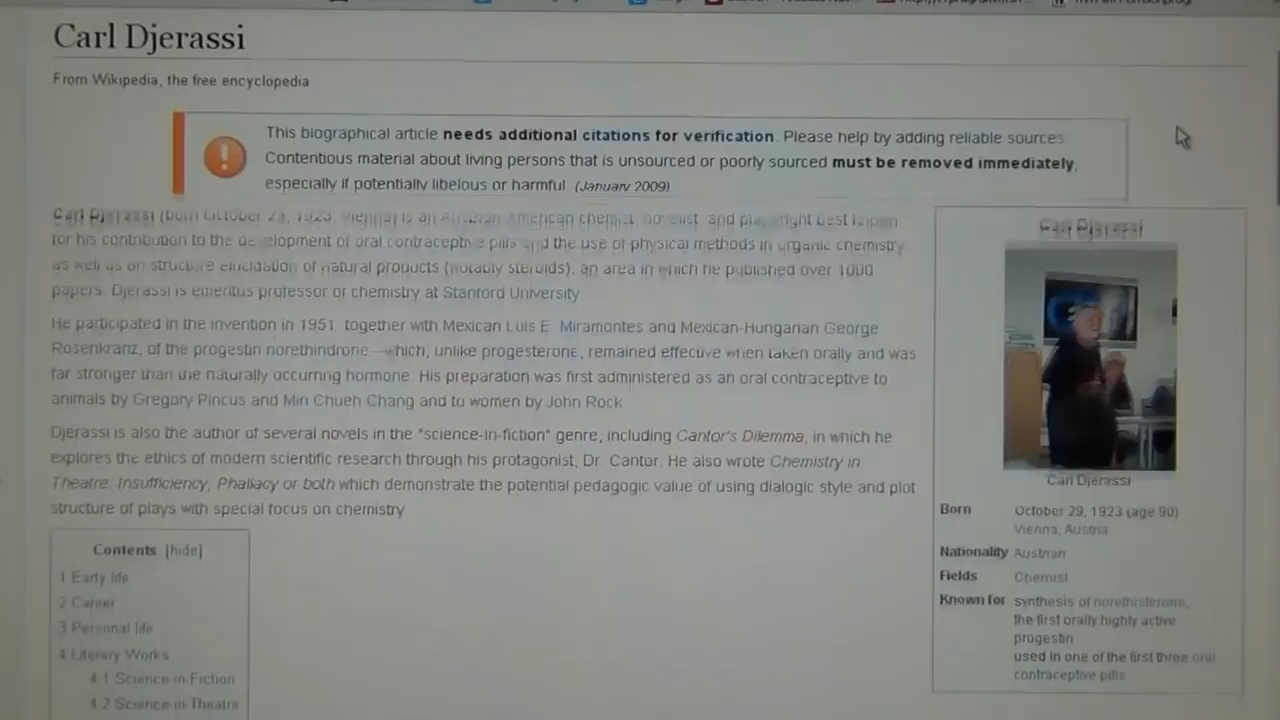 Carl Djerassi
From Wikipedia, the free encyclopedia
This biographical article needs additional citations for verification. Please help by adding reliable sources.
Contentious material about living persons that is unsourced or poorly sourced must be removed immediately,
especially if potentially libelous or harmful. (January 2009)
Carl Djerassi (born October 29, 1923, Vienna) is an Austrian-American chemist, novelist, and playwright best known
for his contribution to the development of oral contraceptive pills and the use of physical methods in organic chemistry
as well as on structure elucidation of natural products (notably steroids), an area in which he published over 1000
papers. Djerassi is emeritus professor of chemistry at Stanford University
He participated in the invention in 1951, together with Mexican Luis E. Miramontes and Mexican-Hungarian George
Rosenkranz, of the progestin norethindrone—which, unlike progesterone, remained effective when taken orally and was
far stronger than the naturally occurring hormone. His preparation was first administered as an oral contraceptive to
animals by Gregory Pincus and Min Chueh Chang and to women by John Rock
Djerassi is also the author of several novels in the "science-in-fiction" genre, including Cantor's Dilemma, in which he
explores the ethics of modern scientific research through his protagonist, Dr. Cantor. He also wrote Chemistry in
Theatre: Insufficiency, Phallacy or both which demonstrate the potential pedagogic value of using dialogic style and plot
structure of plays with special focus on chemistry
Contents [hide]
1 Early life
2 Career
3 Personal life
4 Literary Works
4.1 Science-in-Fiction
4.2 Science-in-Theatre
Carl Djerassi
Carl Djerassi
Born October 29, 1923 (age 90)
Vienna, Austria
Nationality Austrian
Fields Chemist
Known for synthesis of norethisterone,
the first orally highly active
progestin
used in one of the first three oral
contraceptive pills